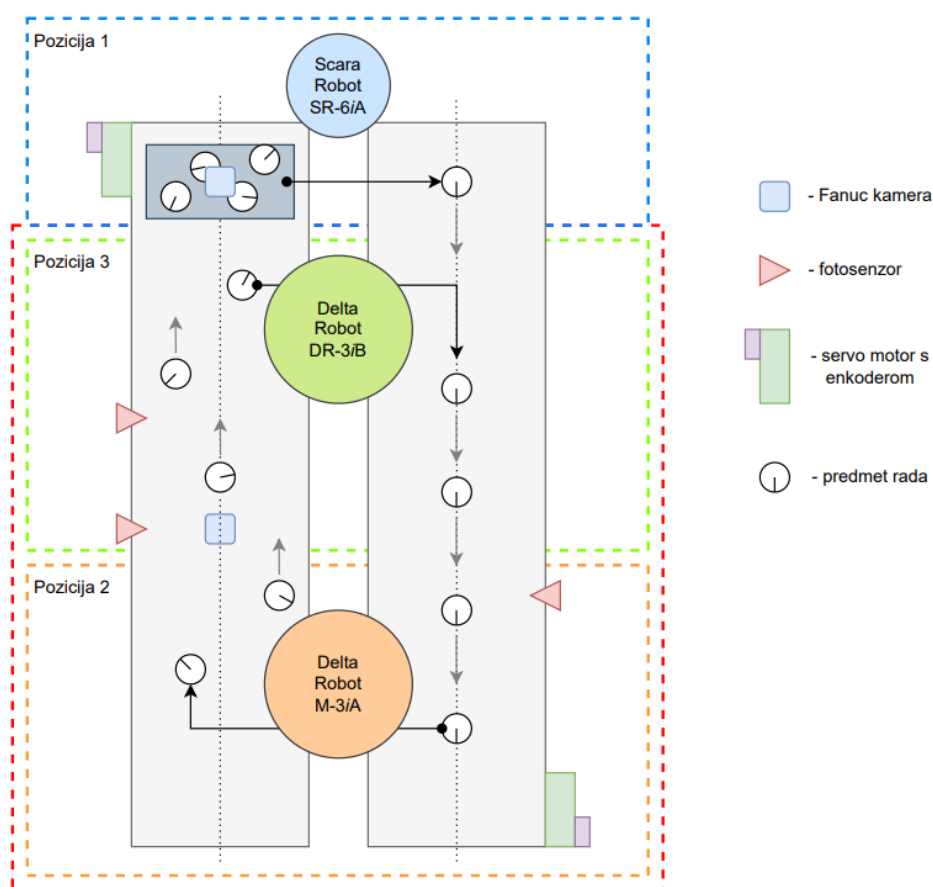 Pozicija 1
Scara
Robot
SR-6iA
- Fanuc kamera
Pozicija 3
- fotosenzor
Delta
Robot
DR-3iB
- servo motor s
enkoderom
- predmet rada
Pozicija 2
Delta
Robot
M-3iA